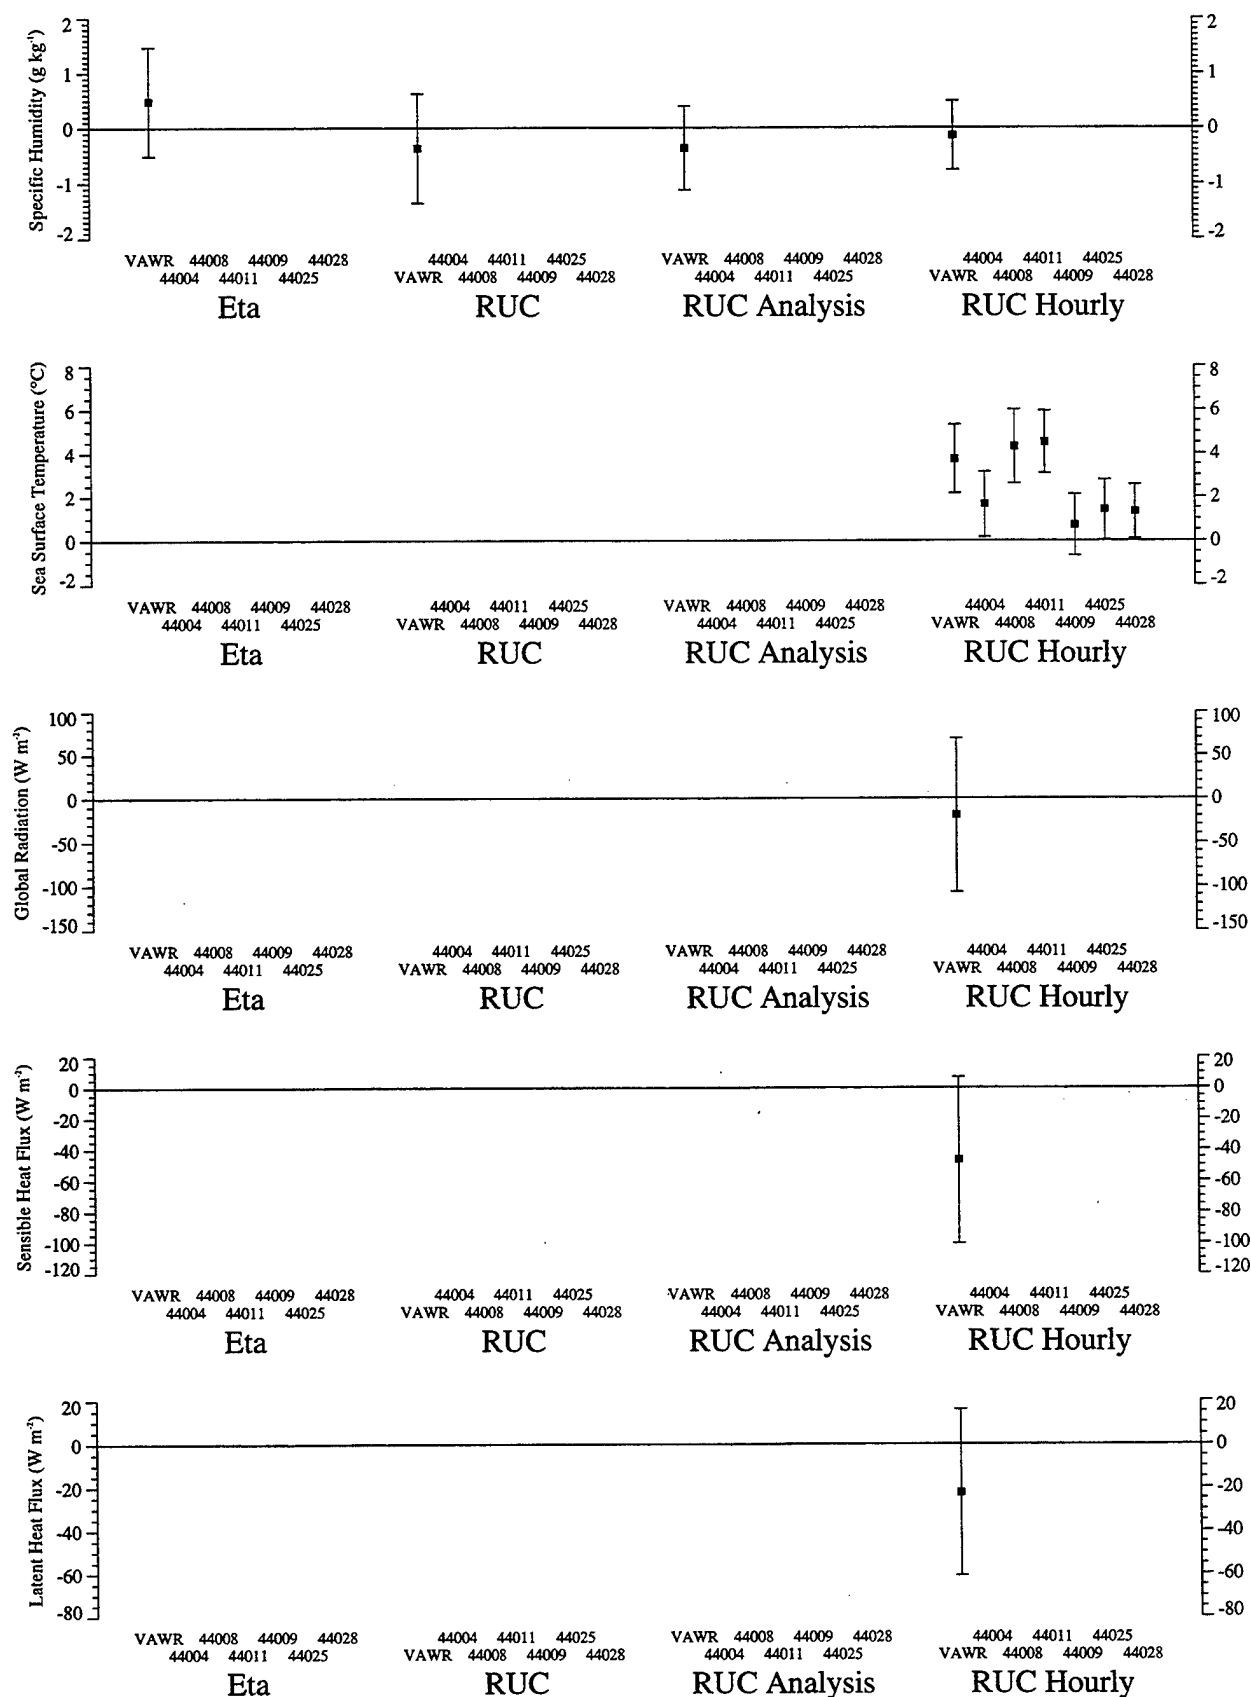 Specific Humidity (g kg⁻¹)
2
1
0
-1
-2
2
1
0
-1
-2
VAWR 44008 44009 44028
44004 44011 44025
Eta
44004 44011 44025
VAWR 44008 44009 44028
RUC
VAWR 44008 44009 44028
44004 44011 44025
RUC Analysis
44004 44011 44025
VAWR 44008 44009 44028
RUC Hourly
Sea Surface Temperature (°C)
8
6
4
2
0
-2
8
6
4
2
0
-2
VAWR 44008 44009 44028
44004 44011 44025
Eta
44004 44011 44025
VAWR 44008 44009 44028
RUC
VAWR 44008 44009 44028
44004 44011 44025
RUC Analysis
44004 44011 44025
VAWR 44008 44009 44028
RUC Hourly
Global Radiation (W m⁻²)
100
50
0
-50
-100
-150
100
50
0
-50
-100
-150
VAWR 44008 44009 44028
44004 44011 44025
Eta
44004 44011 44025
VAWR 44008 44009 44028
RUC
VAWR 44008 44009 44028
44004 44011 44025
RUC Analysis
44004 44011 44025
VAWR 44008 44009 44028
RUC Hourly
Sensible Heat Flux (W m⁻²)
20
0
-20
-40
-60
-80
-100
-120
20
0
-20
-40
-60
-80
-100
-120
VAWR 44008 44009 44028
44004 44011 44025
Eta
44004 44011 44025
VAWR 44008 44009 44028
RUC
VAWR 44008 44009 44028
44004 44011 44025
RUC Analysis
44004 44011 44025
VAWR 44008 44009 44028
RUC Hourly
Latent Heat Flux (W m⁻²)
20
0
-20
-40
-60
-80
20
0
-20
-40
-60
-80
VAWR 44008 44009 44028
44004 44011 44025
Eta
44004 44011 44025
VAWR 44008 44009 44028
RUC
VAWR 44008 44009 44028
44004 44011 44025
RUC Analysis
44004 44011 44025
VAWR 44008 44009 44028
RUC Hourly